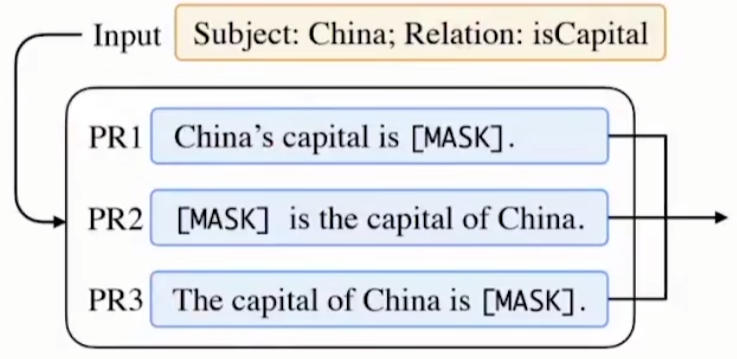 Input Subject: China; Relation: isCapital
PR1 China’s capital is [MASK].
PR2 [MASK] is the capital of China.
PR3 The capital of China is [MASK].